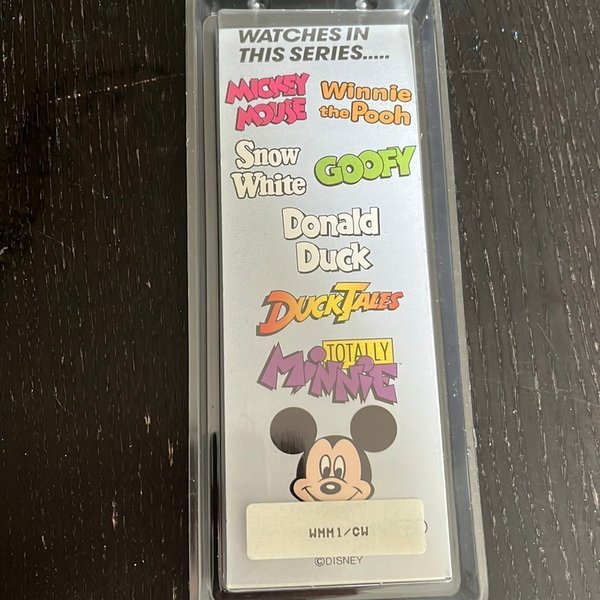 WATCHES IN
THIS SERIES.....
MICKEY
MOUSE
Winnie
the Pooh
Snow
White
GOOFY
Donald
Duck
DUCKTALES
TOTALLY
MINNIE
WMM1/CW
©DISNEY